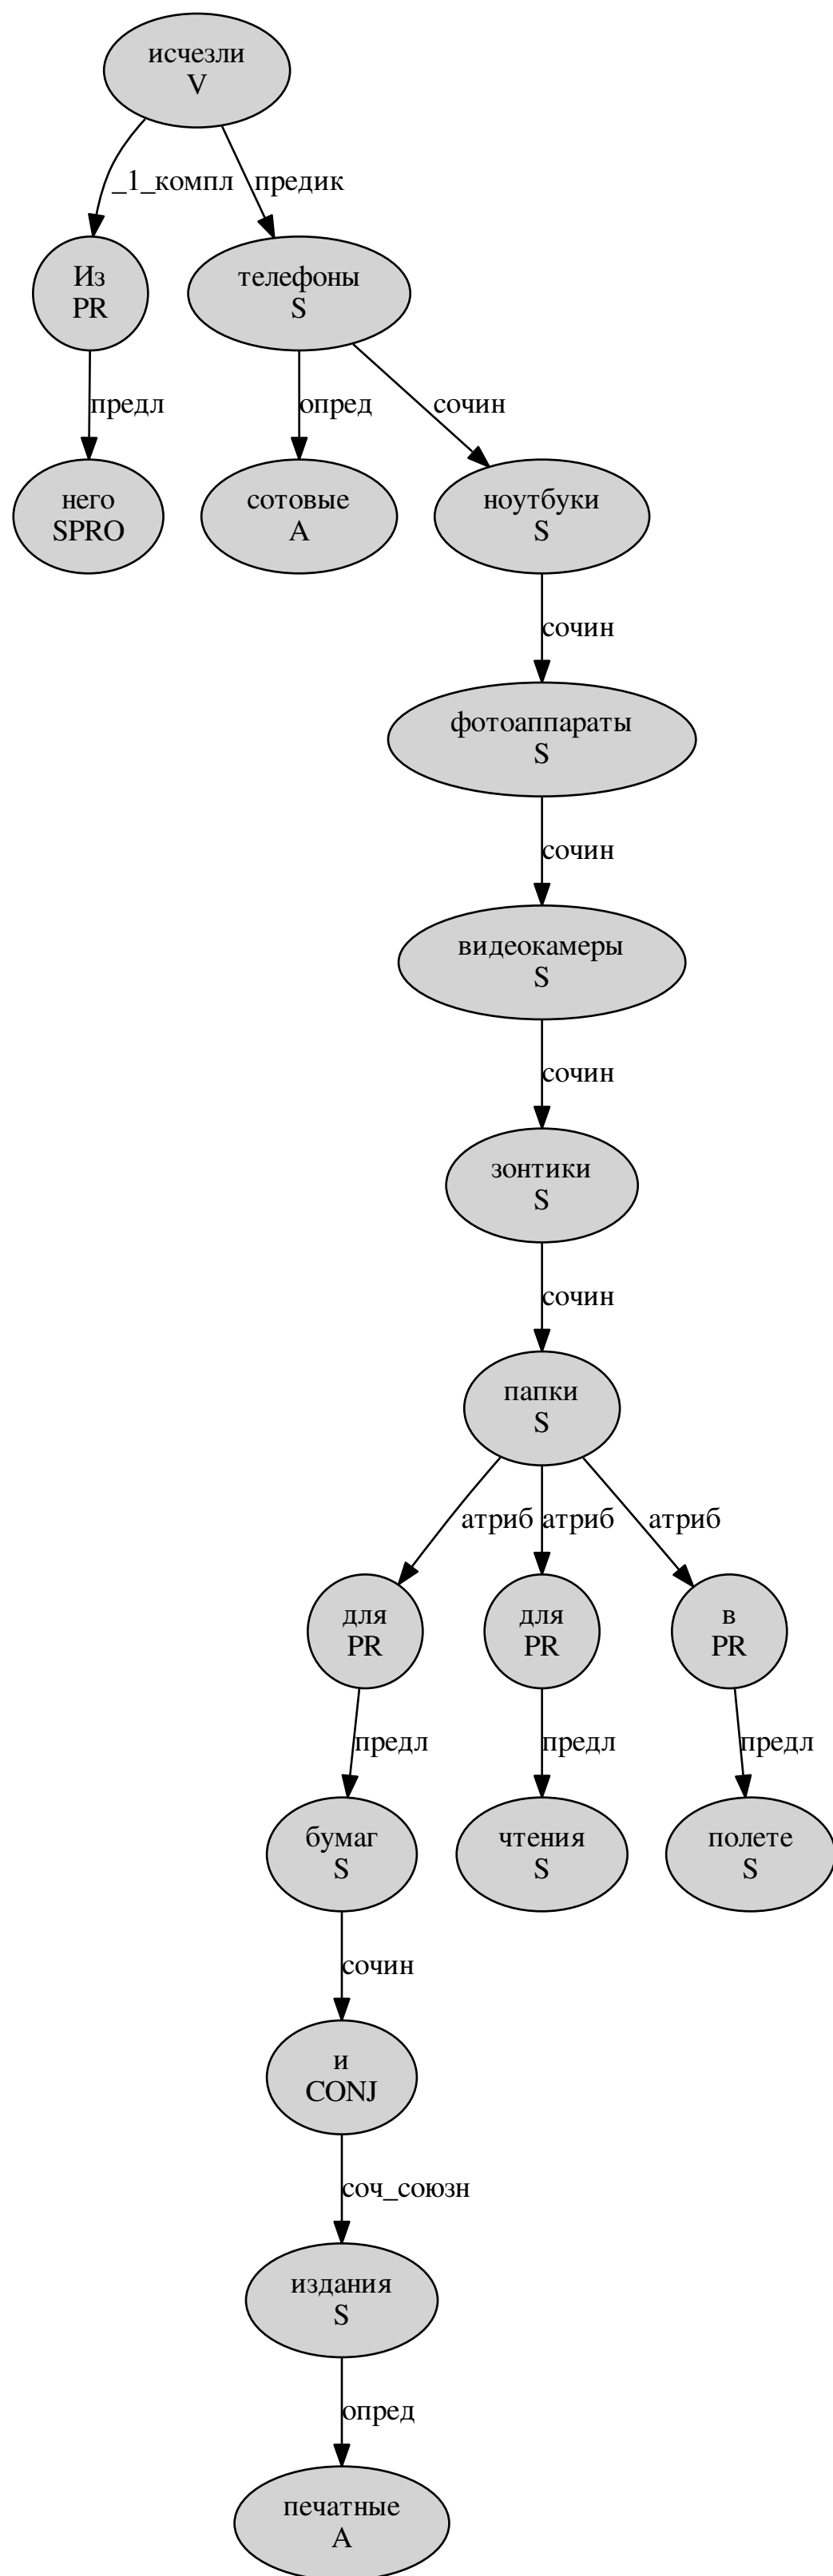 исчезли
V
_1_компл
предик
Из
PR
телефоны
S
предл
опред
сочин
него
SPRO
сотовые
A
ноутбуки
S
сочин
фотоаппараты
S
сочин
видеокамеры
S
сочин
зонтики
S
сочин
папки
S
атриб
атриб
атриб
для
PR
для
PR
в
PR
предл
предл
предл
бумаг
S
чтения
S
полете
S
сочин
и
CONJ
соч_союзн
издания
S
опред
печатные
A